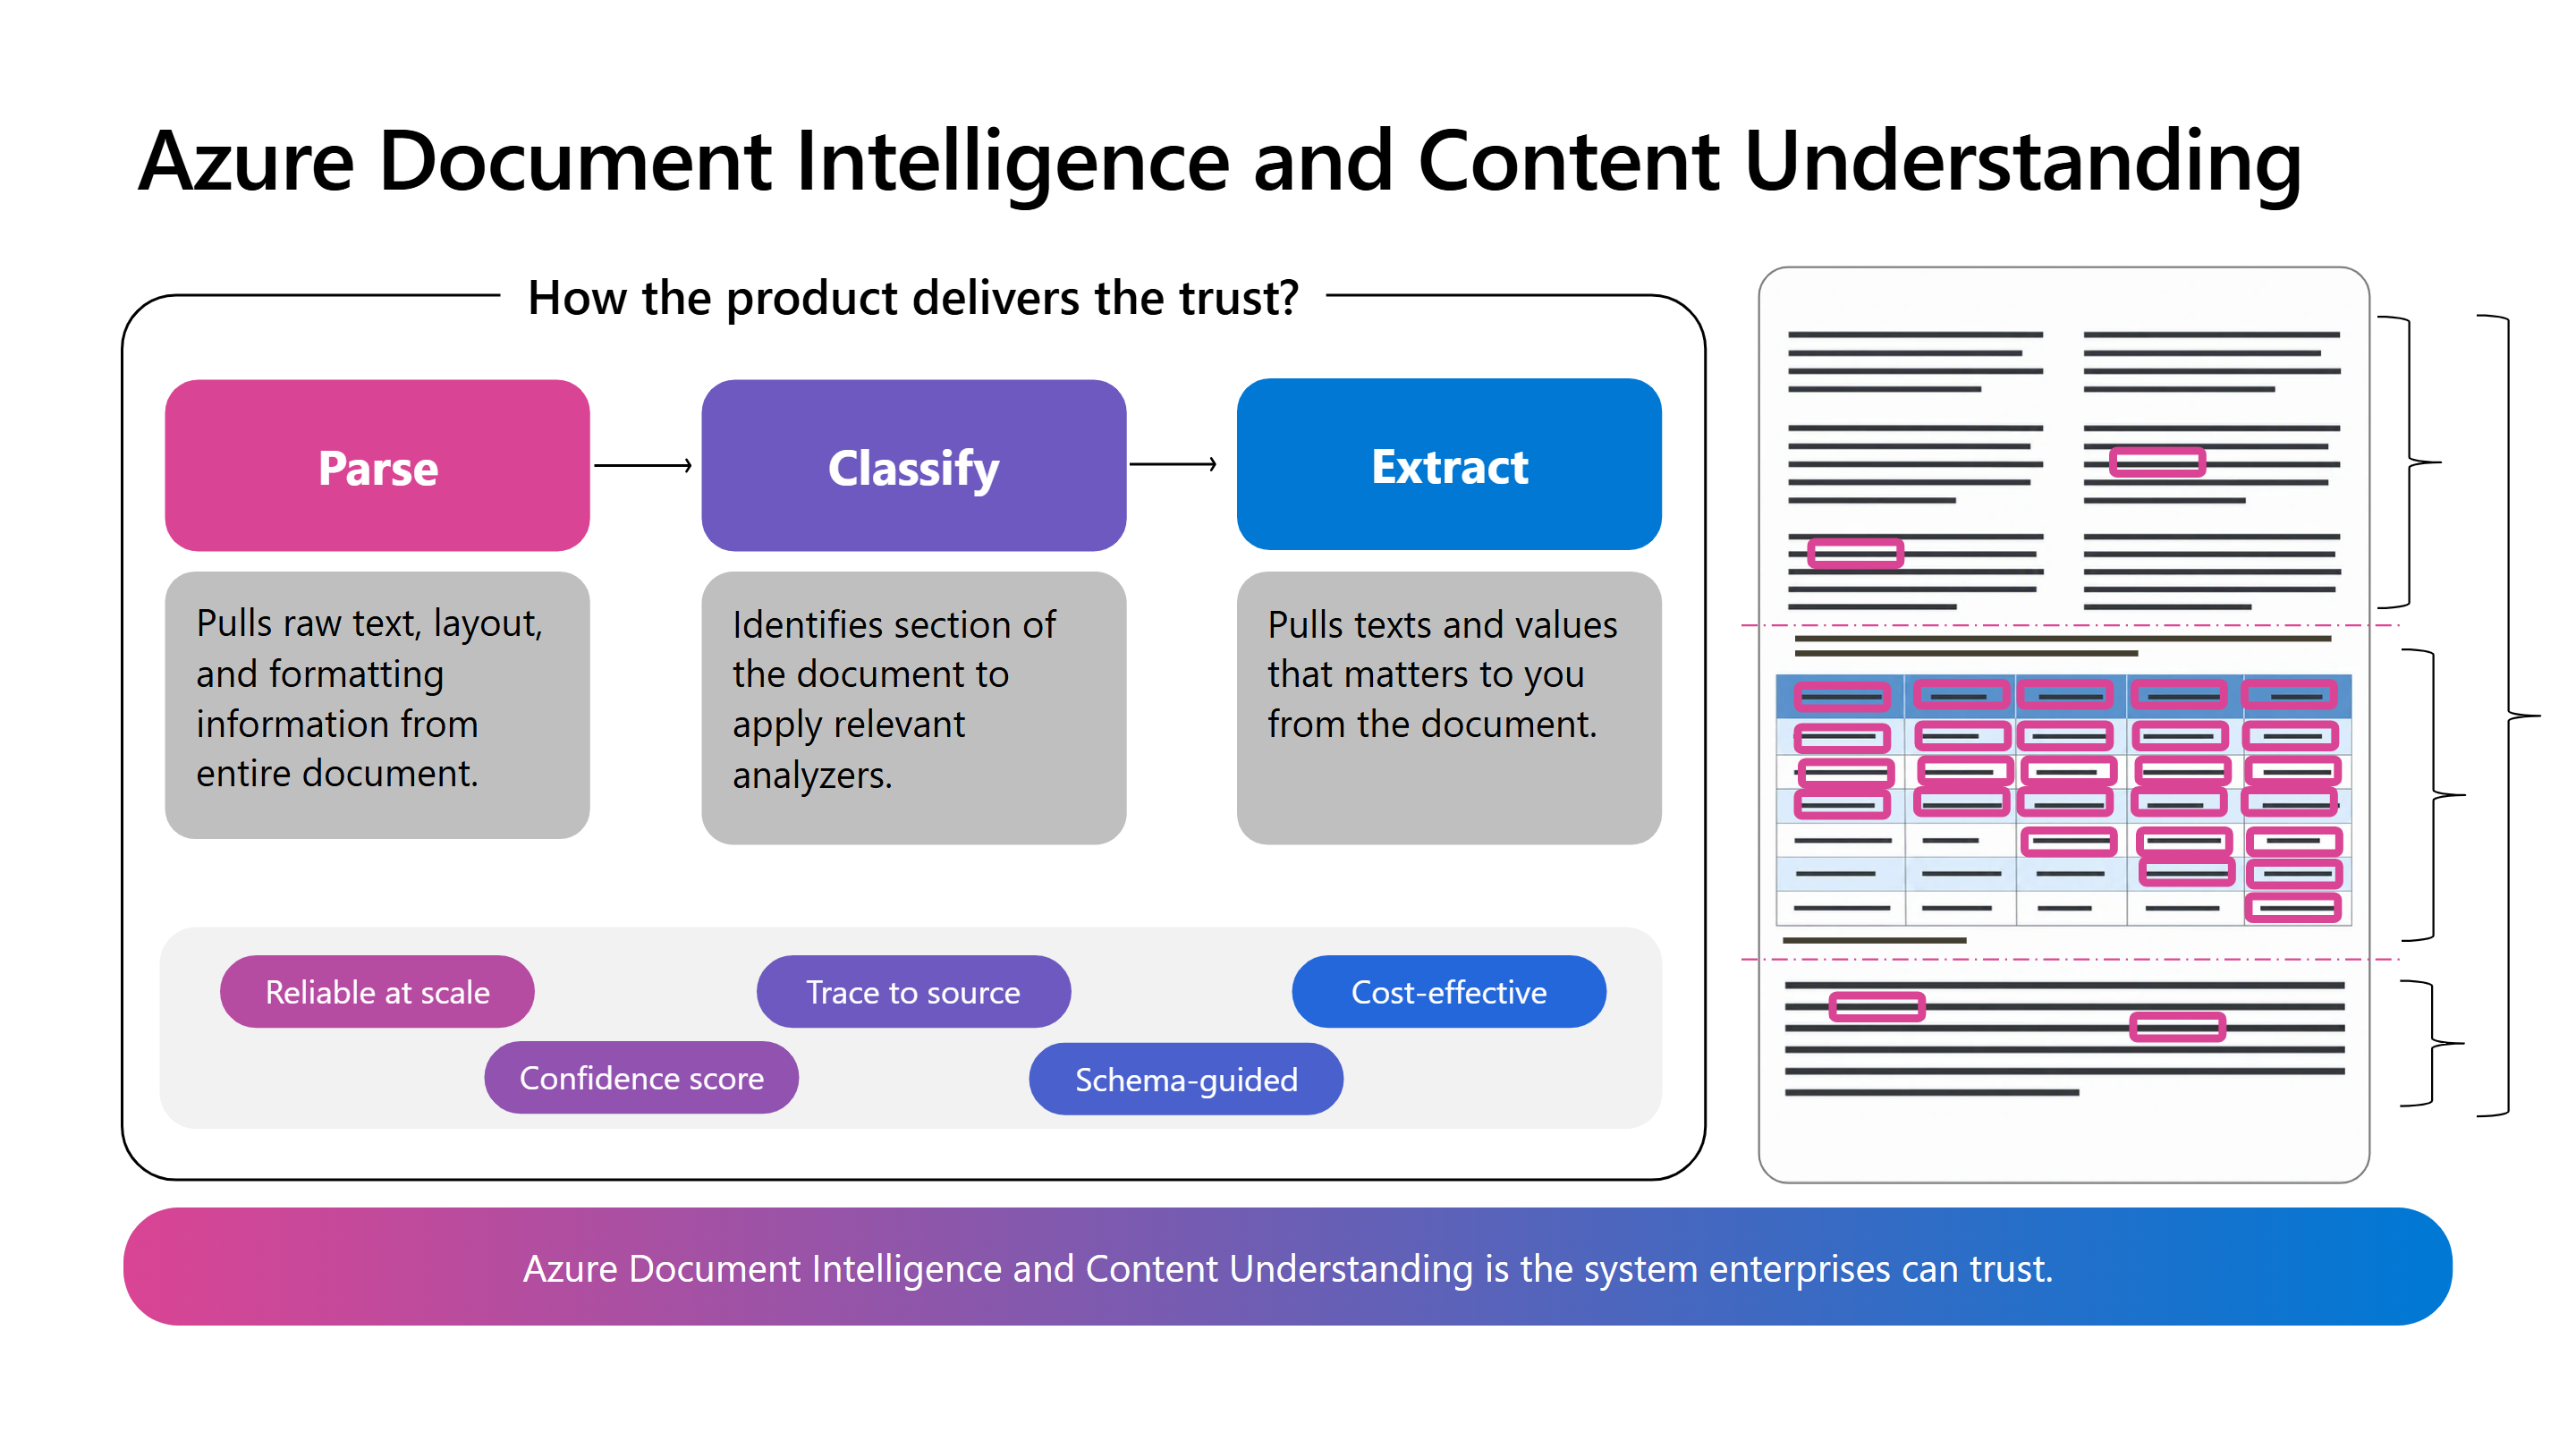 Azure Document Intelligence and Content Understanding
How the product delivers the trust?
Parse
Classify
Extract
Pulls raw text, layout,
and formatting
information from
entire document.
Identifies section of
the document to
apply relevant
analyzers.
Pulls texts and values
that matters to you
from the document.
Reliable at scale
Trace to source
Cost-effective
Confidence score
Schema-guided
Azure Document Intelligence and Content Understanding is the system enterprises can trust.